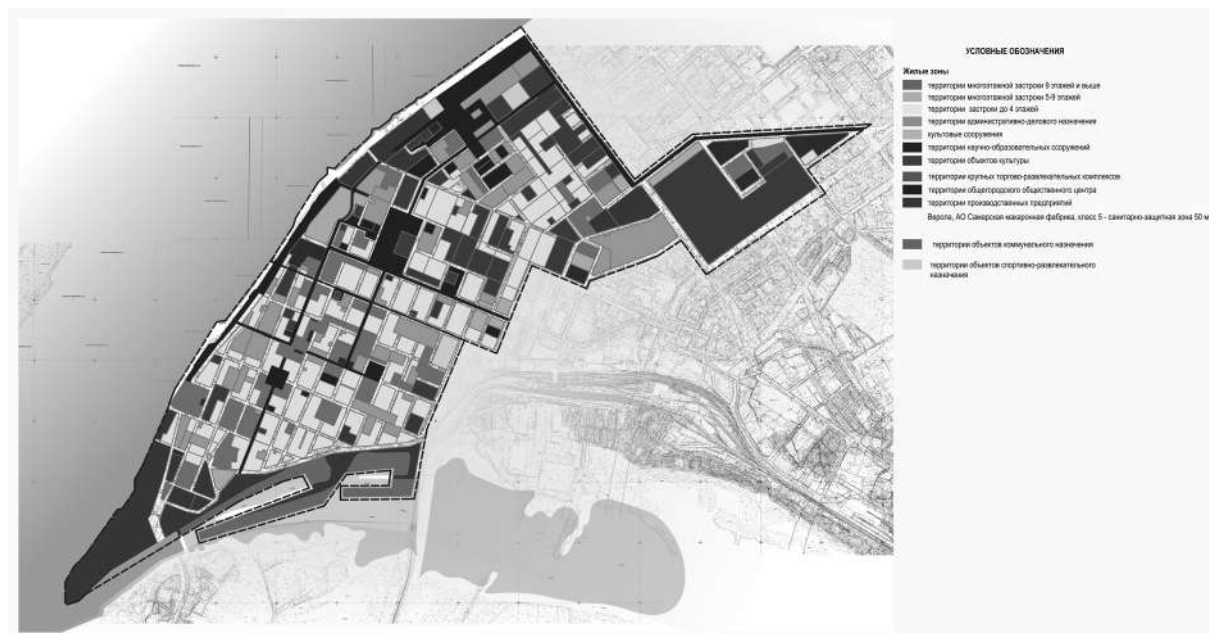 УСЛОВНЫЕ ОБОЗНАЧЕНИЯ
Жилые зоны
территории многоэтажной застройки 9 этажей и выше
территории многоэтажной застройки 5-9 этажей
территории застройки до 4 этажей
территории административно-делового назначения
культовые сооружения
территории научно-образовательных сооружений
территории объектов культуры
территории крупных торгово-развлекательных комплексов
территории общегородского общественного центра
территории производственных предприятий
Верола, АО Самарская макаронная фабрика, класс 5 - санитарно-защитная зона 50 м
территории объектов коммунального назначения
территории объектов спортивно-развлекательного
назначения